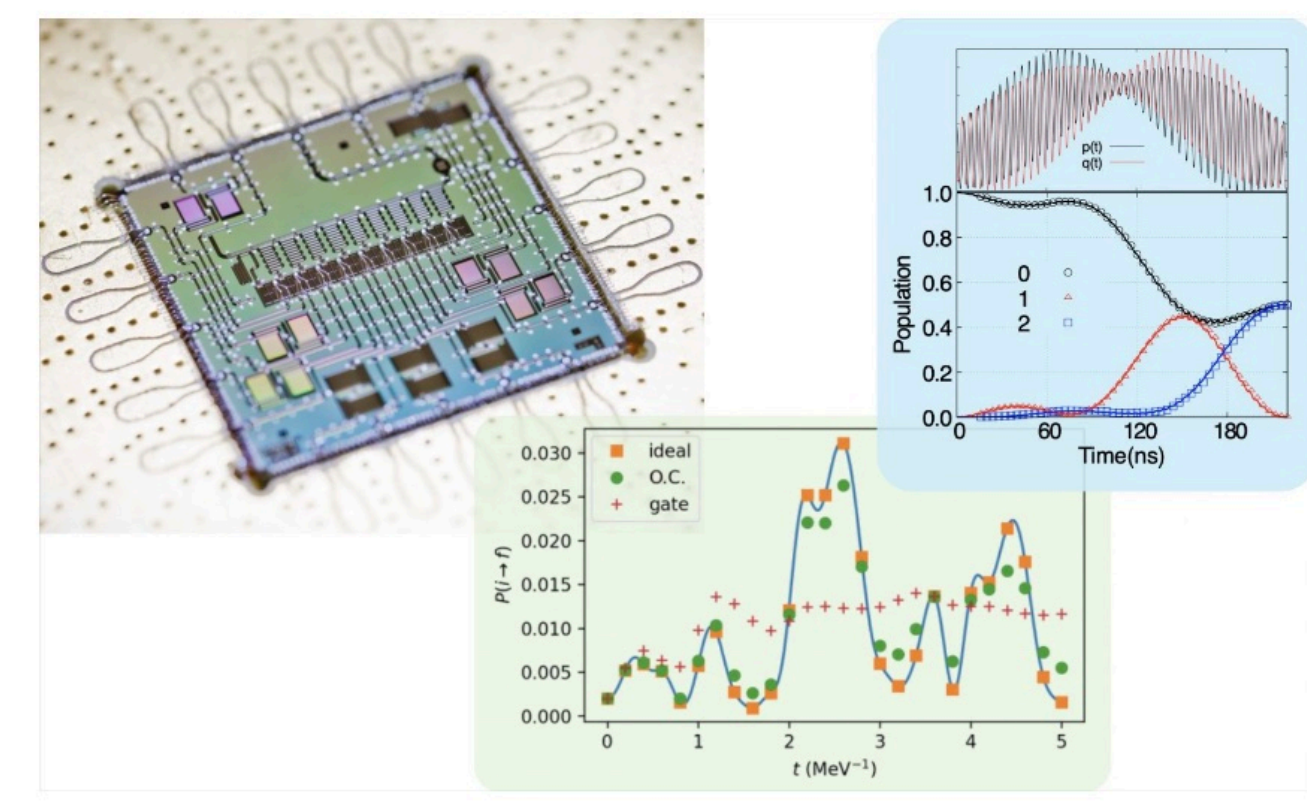 p(t)
q(t)
1.0
0.8
0.6
0.4
0.2
0.0
Population
0
1
2
0 60 120 180
Time(ns)
0.030
0.025
0.020
0.015
0.010
0.005
0.000
P(i→f)
ideal
O.C.
gate
0 1 2 3 4 5
t (MeV⁻¹)